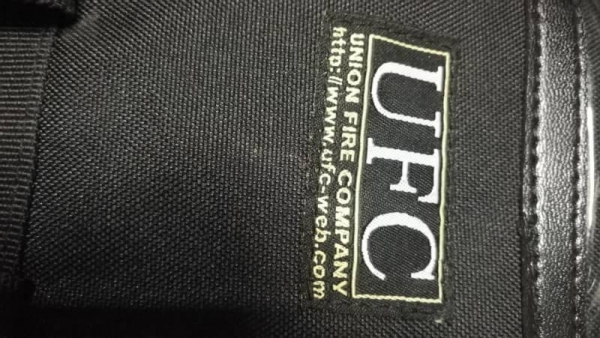 UFC
UNION FIRE COMPANY
http://www.ufc-web.com